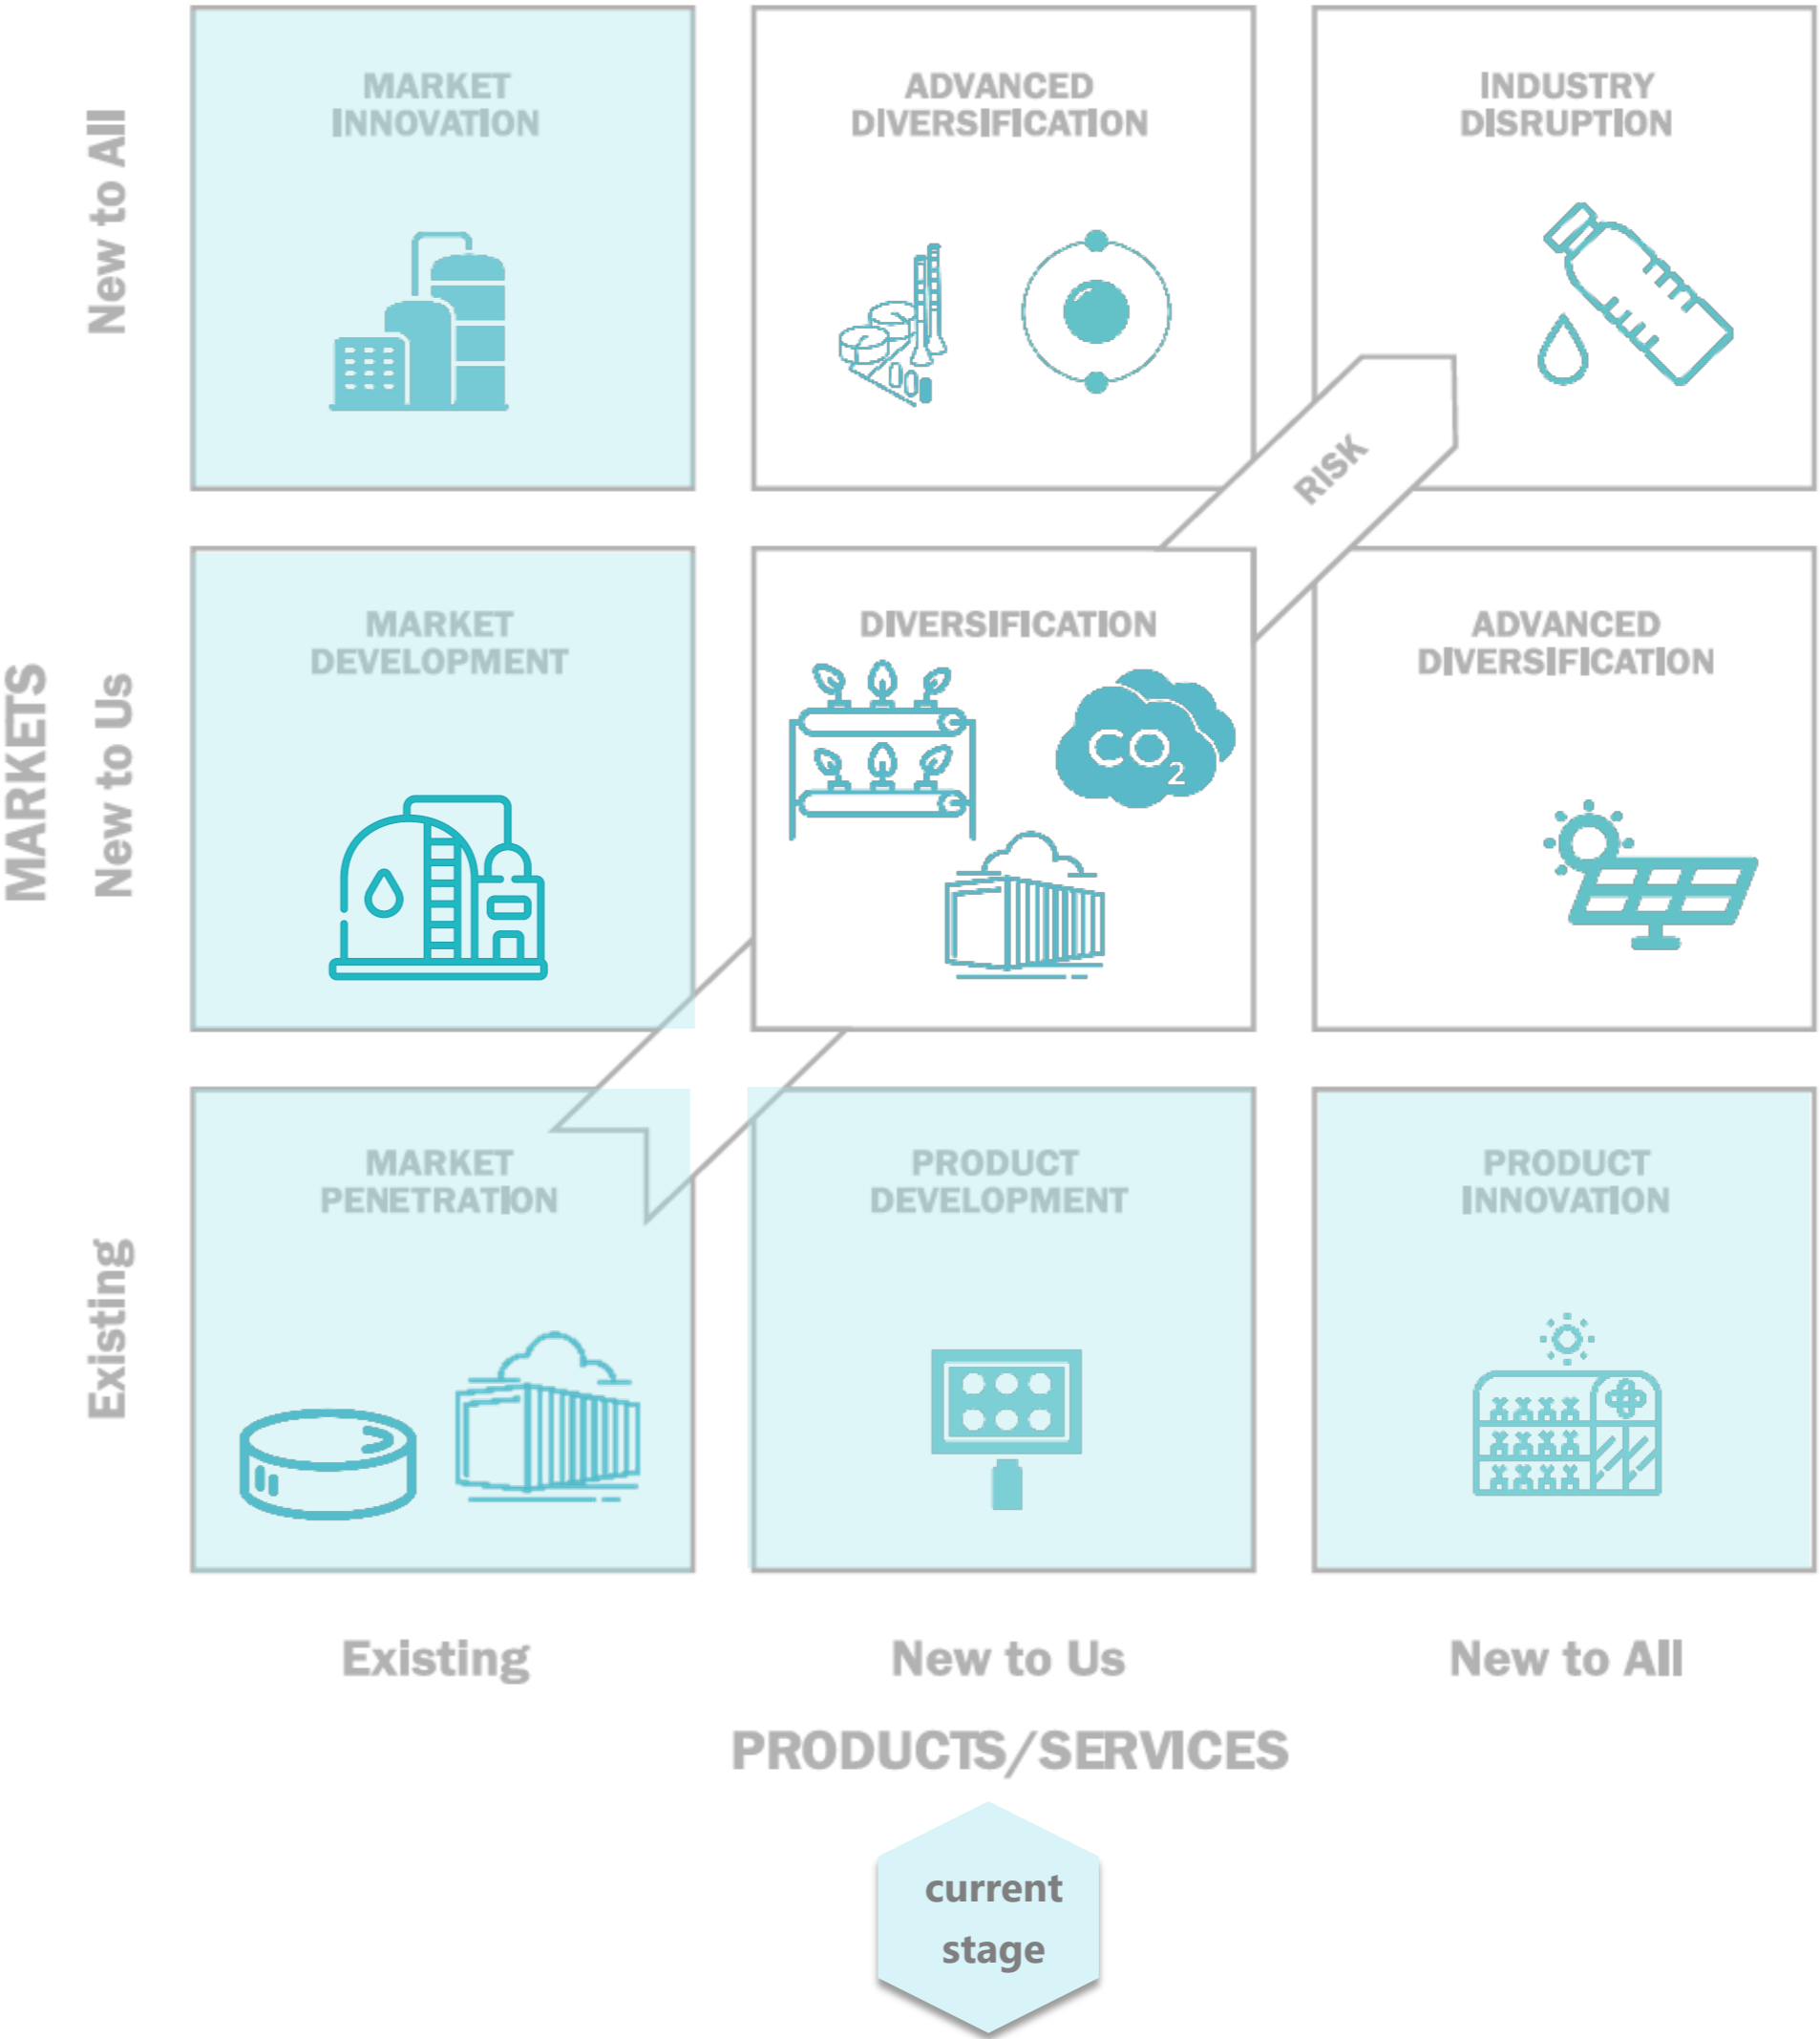 New to All
MARKET
INNOVATION
ADVANCED
DIVERSIFICATION
INDUSTRY
DISRUPTION
RISK
MARKETS
New to Us
MARKET
DEVELOPMENT
DIVERSIFICATION
CO2
ADVANCED
DIVERSIFICATION
Existing
MARKET
PENETRATION
PRODUCT
DEVELOPMENT
PRODUCT
INNOVATION
Existing
New to Us
New to All
PRODUCTS/SERVICES
current
stage